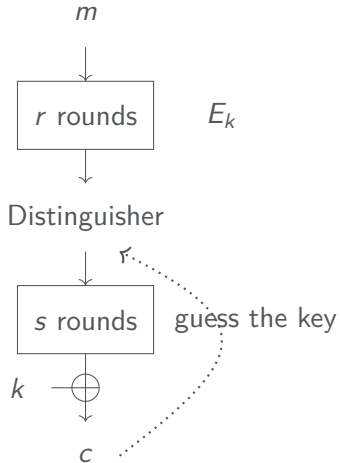 m
r rounds
E_k
Distinguisher
s rounds
guess the key
k
c